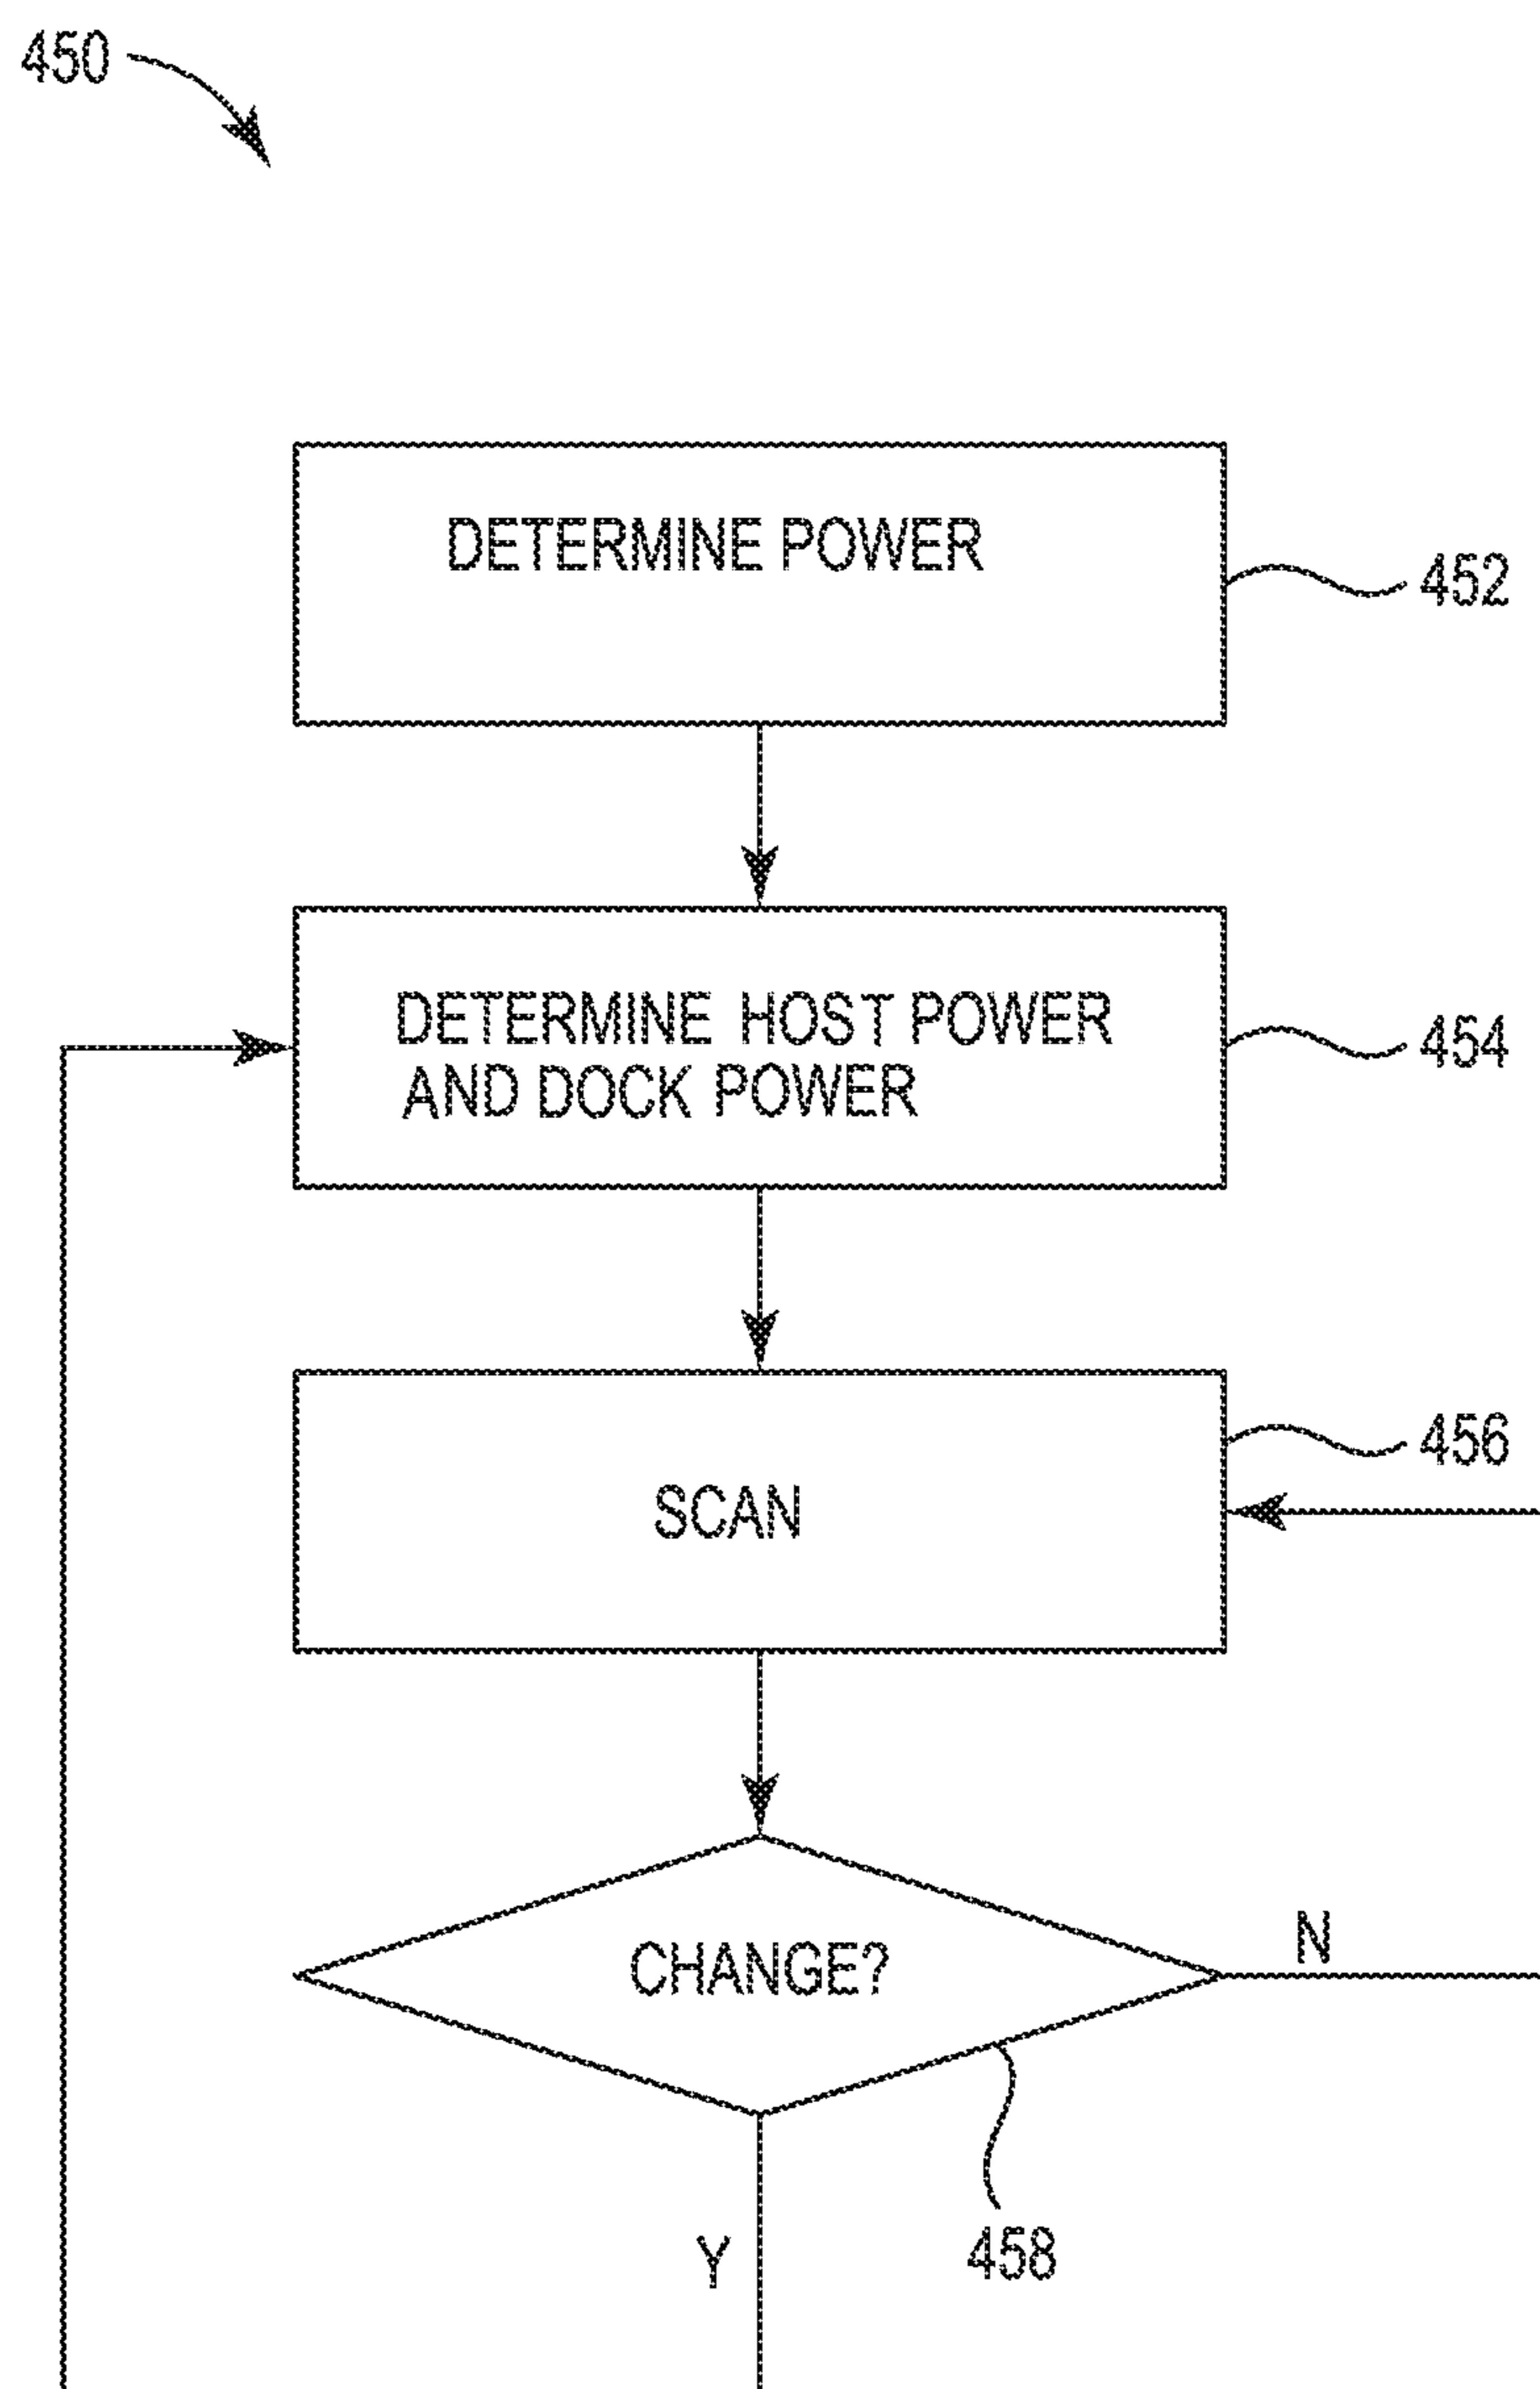 450
DETERMINE POWER
452
DETERMINE HOST POWER
AND DOCK POWER
454
456
SCAN
CHANGE?
N
458
Y